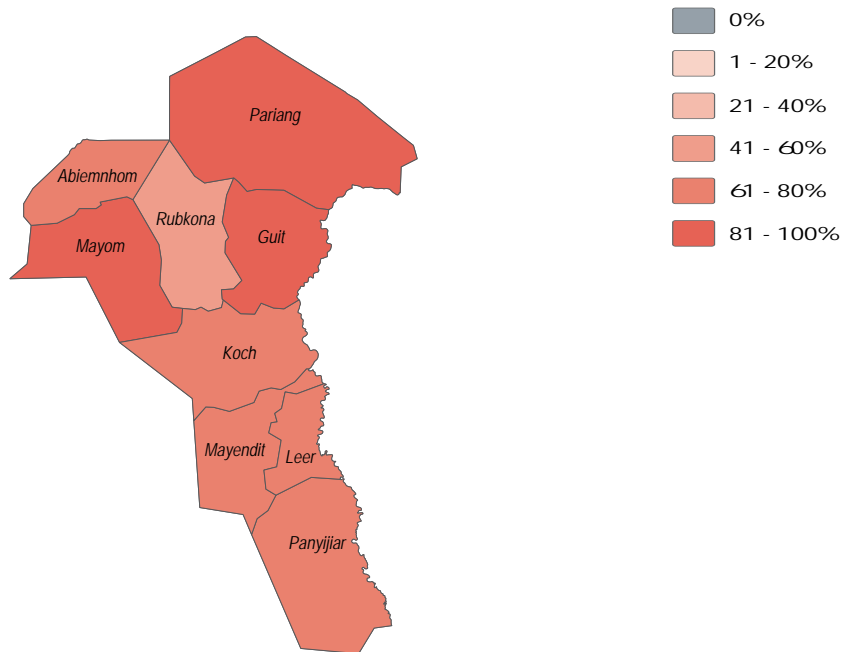 0%
1 - 20%
21 - 40%
41 - 60%
61 - 80%
81 - 100%
Pariang
Abiemnhom
Rubkona
Guit
Mayom
Koch
Mayendit
Leer
Panyijiar